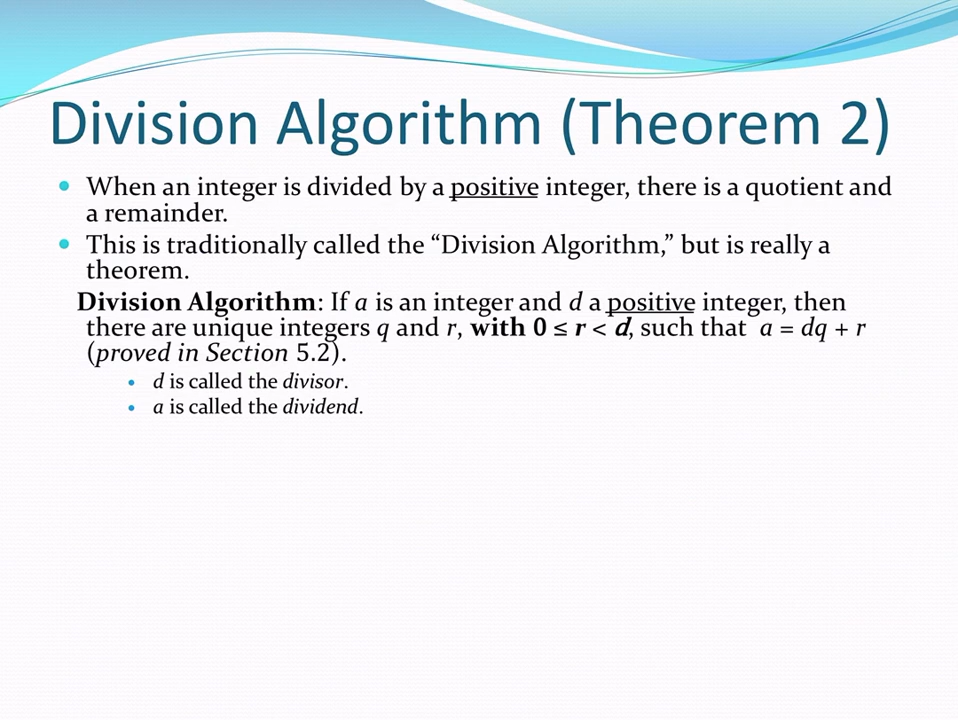 Division Algorithm (Theorem 2)
When an integer is divided by a positive integer, there is a quotient and
a remainder.
This is traditionally called the “Division Algorithm,” but is really a
theorem.
Division Algorithm: If a is an integer and d a positive integer, then
there are unique integers q and r, with 0 ≤ r < d, such that a = dq + r
(proved in Section 5.2).
d is called the divisor.
a is called the dividend.